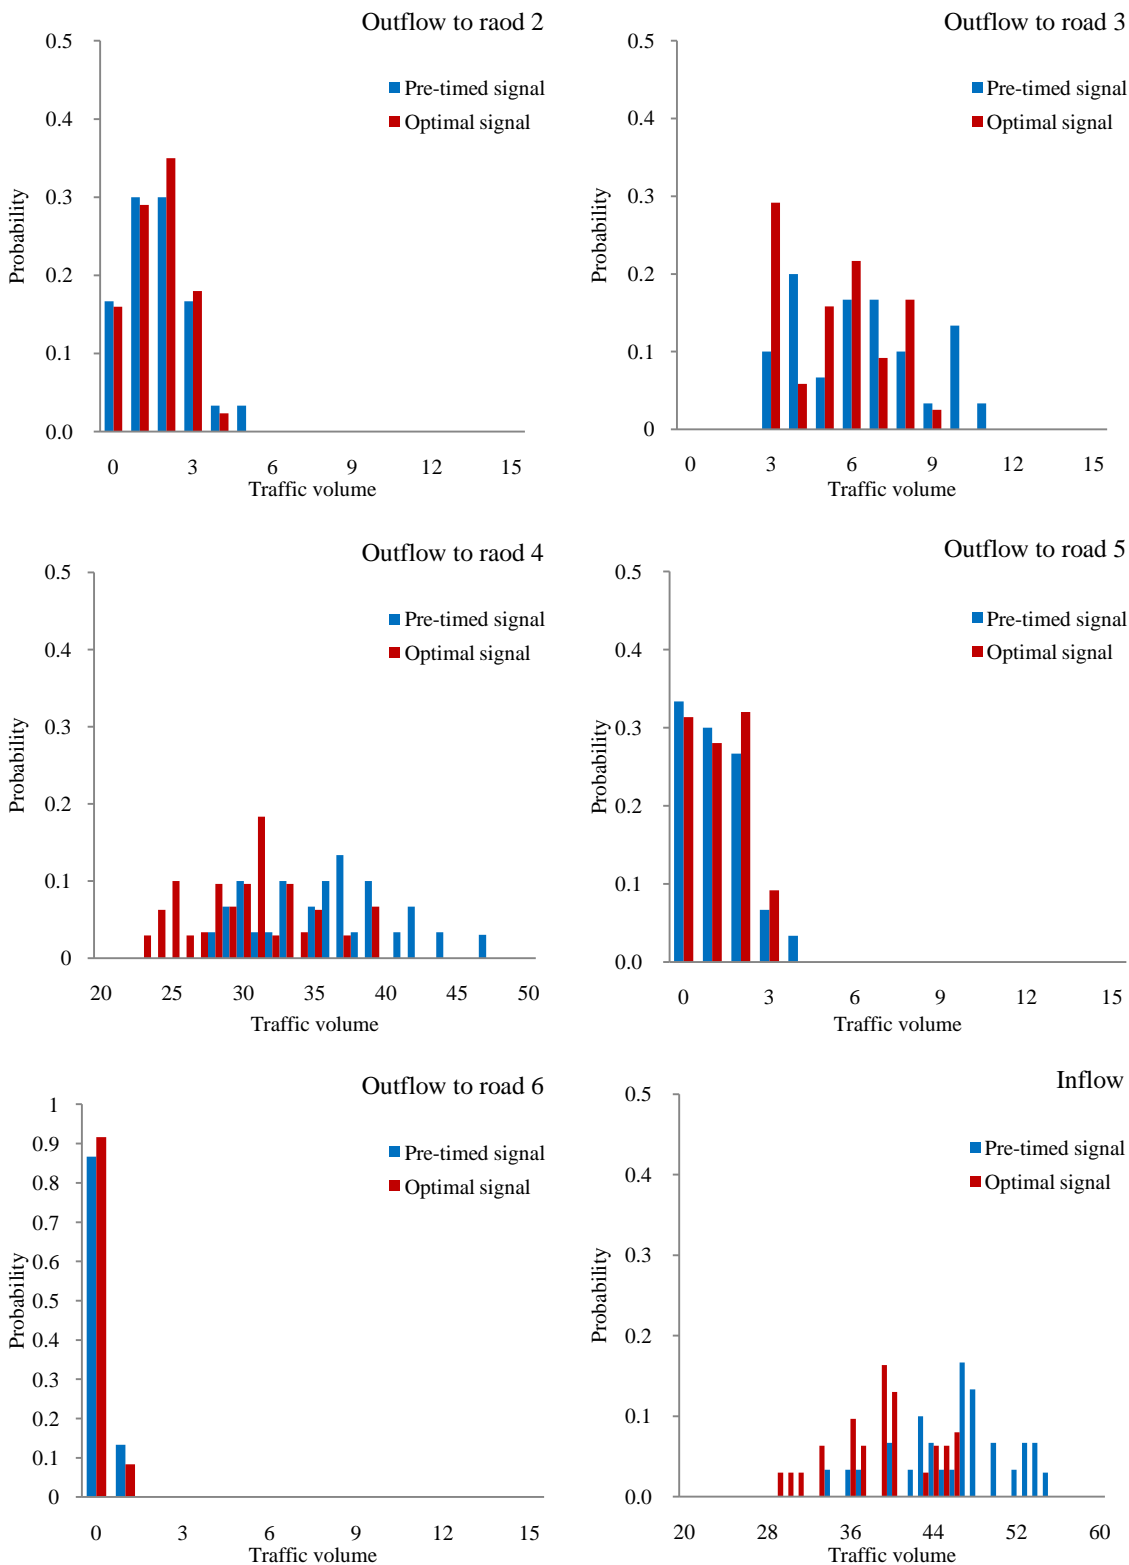 Outflow to raod 2
0.5
0.4
0.3
0.2
0.1
0.0
Probability
Pre-timed signal
Optimal signal
0 3 6 9 12 15
Traffic volume
Outflow to road 3
0.5
0.4
0.3
0.2
0.1
0
Probability
Pre-timed signal
Optimal signal
0 3 6 9 12 15
Traffic volume
Outflow to raod 4
0.5
0.4
0.3
0.2
0.1
0
Probability
Pre-timed signal
Optimal signal
20 25 30 35 40 45 50
Traffic volume
Outflow to road 5
0.5
0.4
0.3
0.2
0.1
0.0
Probability
Pre-timed signal
Optimal signal
0 3 6 9 12 15
Traffic volume
Outflow to road 6
1
0.9
0.8
0.7
0.6
0.5
0.4
0.3
0.2
0.1
0
Probability
Pre-timed signal
Optimal signal
0 3 6 9 12 15
Traffic volume
Inflow
0.5
0.4
0.3
0.2
0.1
0.0
Probability
Pre-timed signal
Optimal signal
20 28 36 44 52 60
Traffic volume